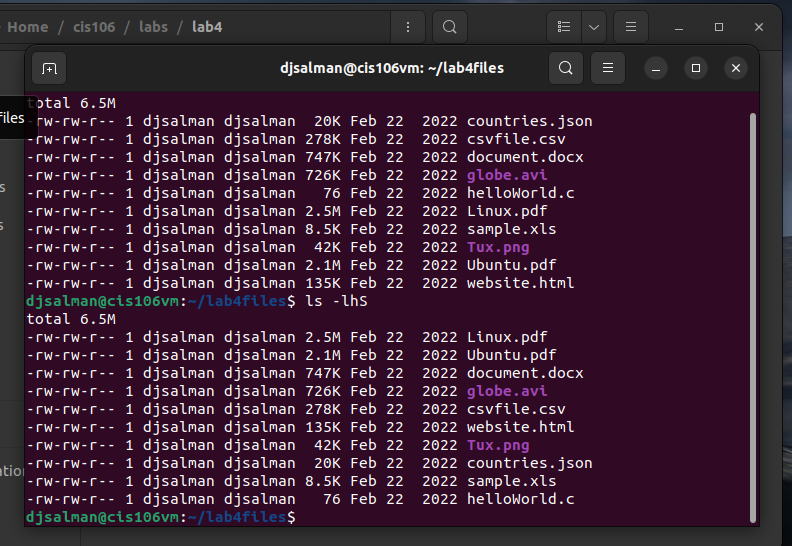 Home / cis106 / labs / lab4
djsalman@cis106vm: ~/lab4files
total 6.5M
-rw-rw-r-- 1 djsalman djsalman  20K Feb 22  2022 countries.json
files
-rw-rw-r-- 1 djsalman djsalman 278K Feb 22  2022 csvfile.csv
-rw-rw-r-- 1 djsalman djsalman 747K Feb 22  2022 document.docx
-rw-rw-r-- 1 djsalman djsalman 726K Feb 22  2022 globe.avi
s
-rw-rw-r-- 1 djsalman djsalman   76 Feb 22  2022 helloWorld.c
-rw-rw-r-- 1 djsalman djsalman 2.5M Feb 22  2022 Linux.pdf
s
-rw-rw-r-- 1 djsalman djsalman 8.5K Feb 22  2022 sample.xls
-rw-rw-r-- 1 djsalman djsalman  42K Feb 22  2022 Tux.png
-rw-rw-r-- 1 djsalman djsalman 2.1M Feb 22  2022 Ubuntu.pdf
-rw-rw-r-- 1 djsalman djsalman 135K Feb 22  2022 website.html
djsalman@cis106vm:~/lab4files$ ls -lhS
total 6.5M
-rw-rw-r-- 1 djsalman djsalman 2.5M Feb 22  2022 Linux.pdf
-rw-rw-r-- 1 djsalman djsalman 2.1M Feb 22  2022 Ubuntu.pdf
-rw-rw-r-- 1 djsalman djsalman 747K Feb 22  2022 document.docx
-rw-rw-r-- 1 djsalman djsalman 726K Feb 22  2022 globe.avi
-rw-rw-r-- 1 djsalman djsalman 278K Feb 22  2022 csvfile.csv
-rw-rw-r-- 1 djsalman djsalman 135K Feb 22  2022 website.html
-rw-rw-r-- 1 djsalman djsalman  42K Feb 22  2022 Tux.png
-rw-rw-r-- 1 djsalman djsalman  20K Feb 22  2022 countries.json
ation
-rw-rw-r-- 1 djsalman djsalman 8.5K Feb 22  2022 sample.xls
-rw-rw-r-- 1 djsalman djsalman   76 Feb 22  2022 helloWorld.c
djsalman@cis106vm:~/lab4files$